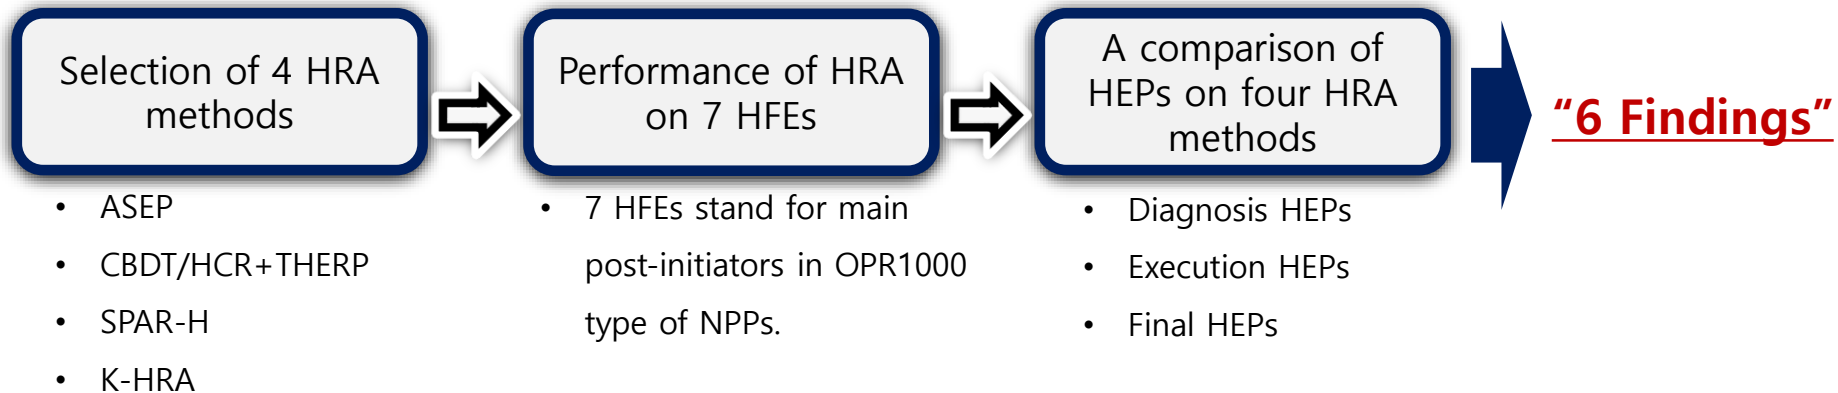 Selection of 4 HRA
methods
• ASEP
• CBDT/HCR+THERP
• SPAR-H
• K-HRA
Performance of HRA
on 7 HFEs
• 7 HFEs stand for main
post-initiators in OPR1000
type of NPPs.
A comparison of
HEPs on four HRA
methods
• Diagnosis HEPs
• Execution HEPs
• Final HEPs
“6 Findings”